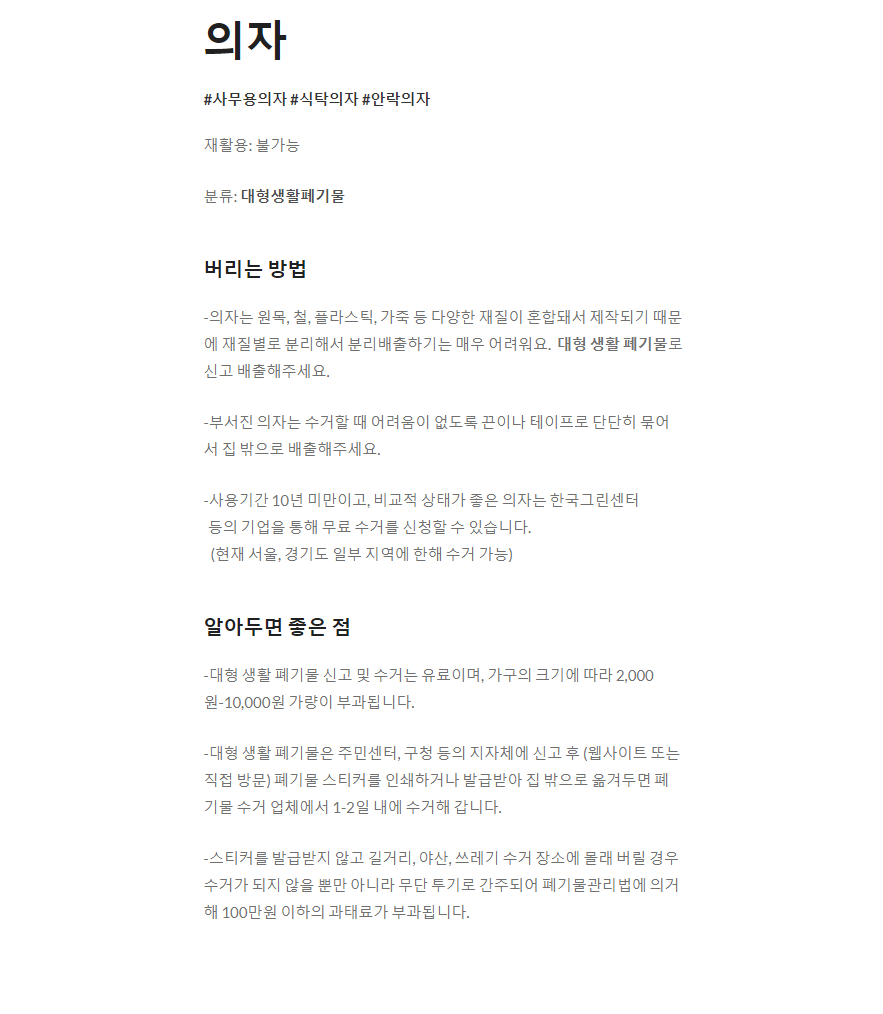 의자
#사무용의자 #식탁의자 #안락의자
재활용: 불가능
분류: 대형생활폐기물
버리는 방법
-의자는 원목, 철, 플라스틱, 가죽 등 다양한 재질이 혼합돼서 제작되기 때문
에 재질별로 분리해서 분리배출하기는 매우 어려워요. 대형 생활 폐기물로
신고 배출해주세요.
-부서진 의자는 수거할 때 어려움이 없도록 끈이나 테이프로 단단히 묶어
서 집 밖으로 배출해주세요.
-사용기간 10년 미만이고, 비교적 상태가 좋은 의자는 한국그린센터
등의 기업을 통해 무료 수거를 신청할 수 있습니다.
(현재 서울, 경기도 일부 지역에 한해 수거 가능)
알아두면 좋은 점
-대형 생활 폐기물 신고 및 수거는 유료이며, 가구의 크기에 따라 2,000
원-10,000원 가량이 부과됩니다.
-대형 생활 폐기물은 주민센터, 구청 등의 지자체에 신고 후 (웹사이트 또는
직접 방문) 폐기물 스티커를 인쇄하거나 발급받아 집 밖으로 옮겨두면 폐
기물 수거 업체에서 1-2일 내에 수거해 갑니다.
-스티커를 발급받지 않고 길거리, 야산, 쓰레기 수거 장소에 몰래 버릴 경우
수거가 되지 않을 뿐만 아니라 무단 투기로 간주되어 폐기물관리법에 의거
해 100만원 이하의 과태료가 부과됩니다.